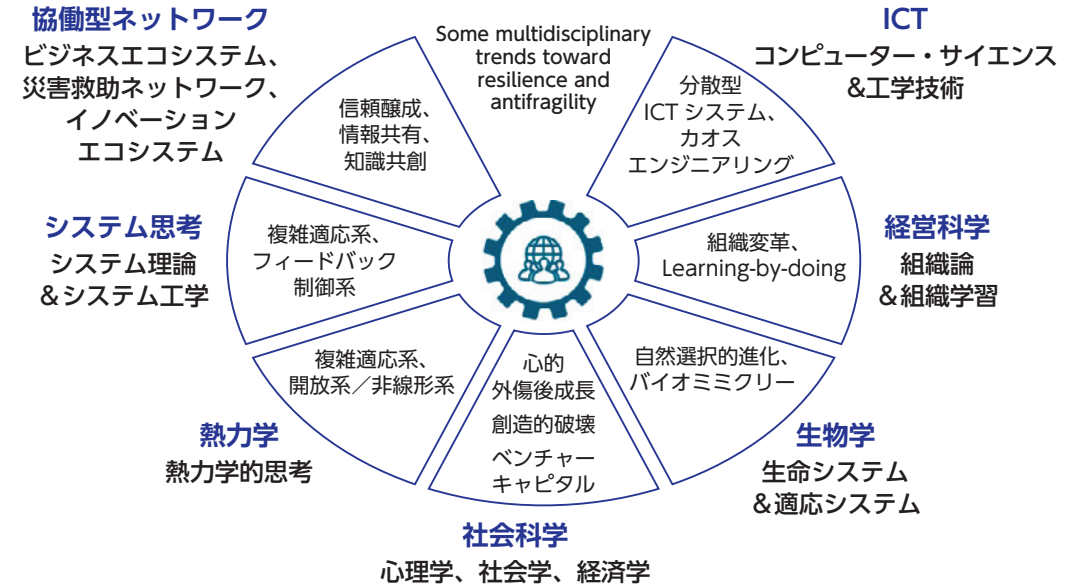 Some multidisciplinary
trends toward
resilience and
antifragility
ICT
コンピューター・サイエンス
&工学技術
分散型
ICT システム、
カオス
エンジニアリング
経営科学
組織論
&組織学習
組織変革、
Learning-by-doing
生物学
生命システム
&適応システム
自然選択的進化、
バイオミミクリー
社会科学
心理学、社会学、経済学
心的
外傷後成長
創造的破壊
ベンチャー
キャピタル
熱力学
熱力学的思考
複雑適応系、
開放系／非線形系
システム思考
システム理論
&システム工学
複雑適応系、
フィードバック
制御系
協働型ネットワーク
ビジネスエコシステム、
災害救助ネットワーク、
イノベーション
エコシステム
信頼醸成、
情報共有、
知識共創